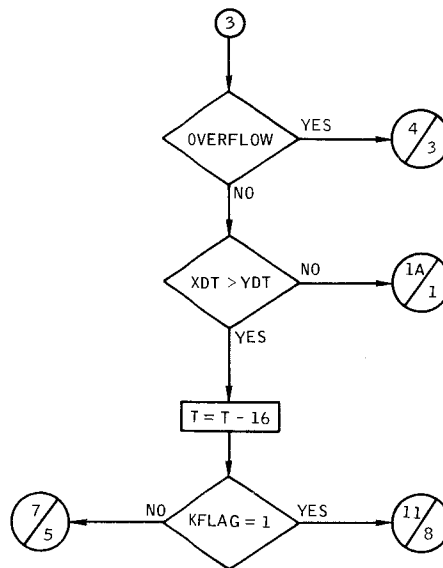 3
OVERFLOW
YES
4
3
NO
XDT > YDT
NO
1A
1
YES
T = T - 16
KFLAG = 1
NO
7
5
YES
11
8